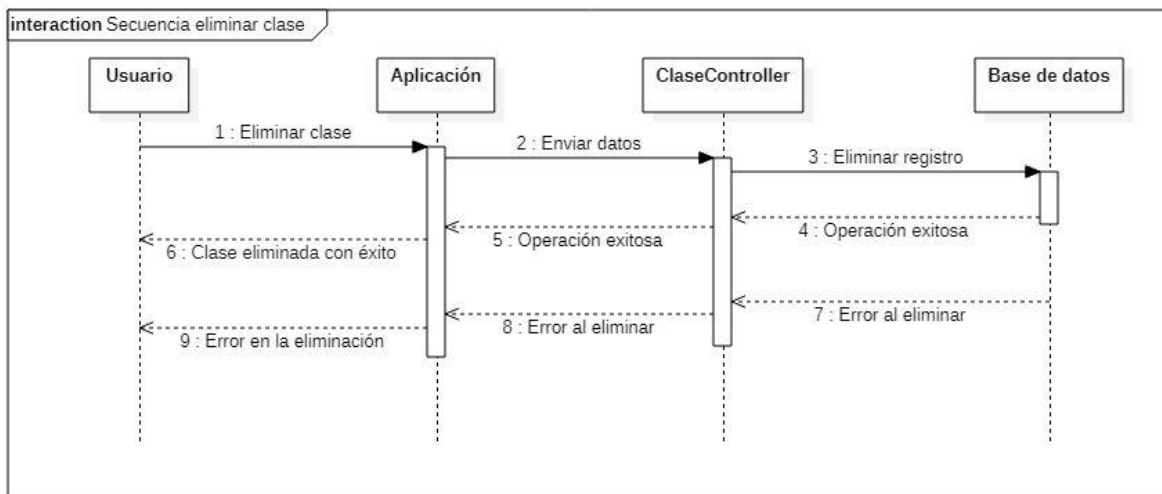 interaction Secuencia eliminar clase
Usuario
Aplicación
ClaseController
Base de datos
1 : Eliminar clase
2 : Enviar datos
3 : Eliminar registro
4 : Operación exitosa
5 : Operación exitosa
6 : Clase eliminada con éxito
7 : Error al eliminar
8 : Error al eliminar
9 : Error en la eliminación